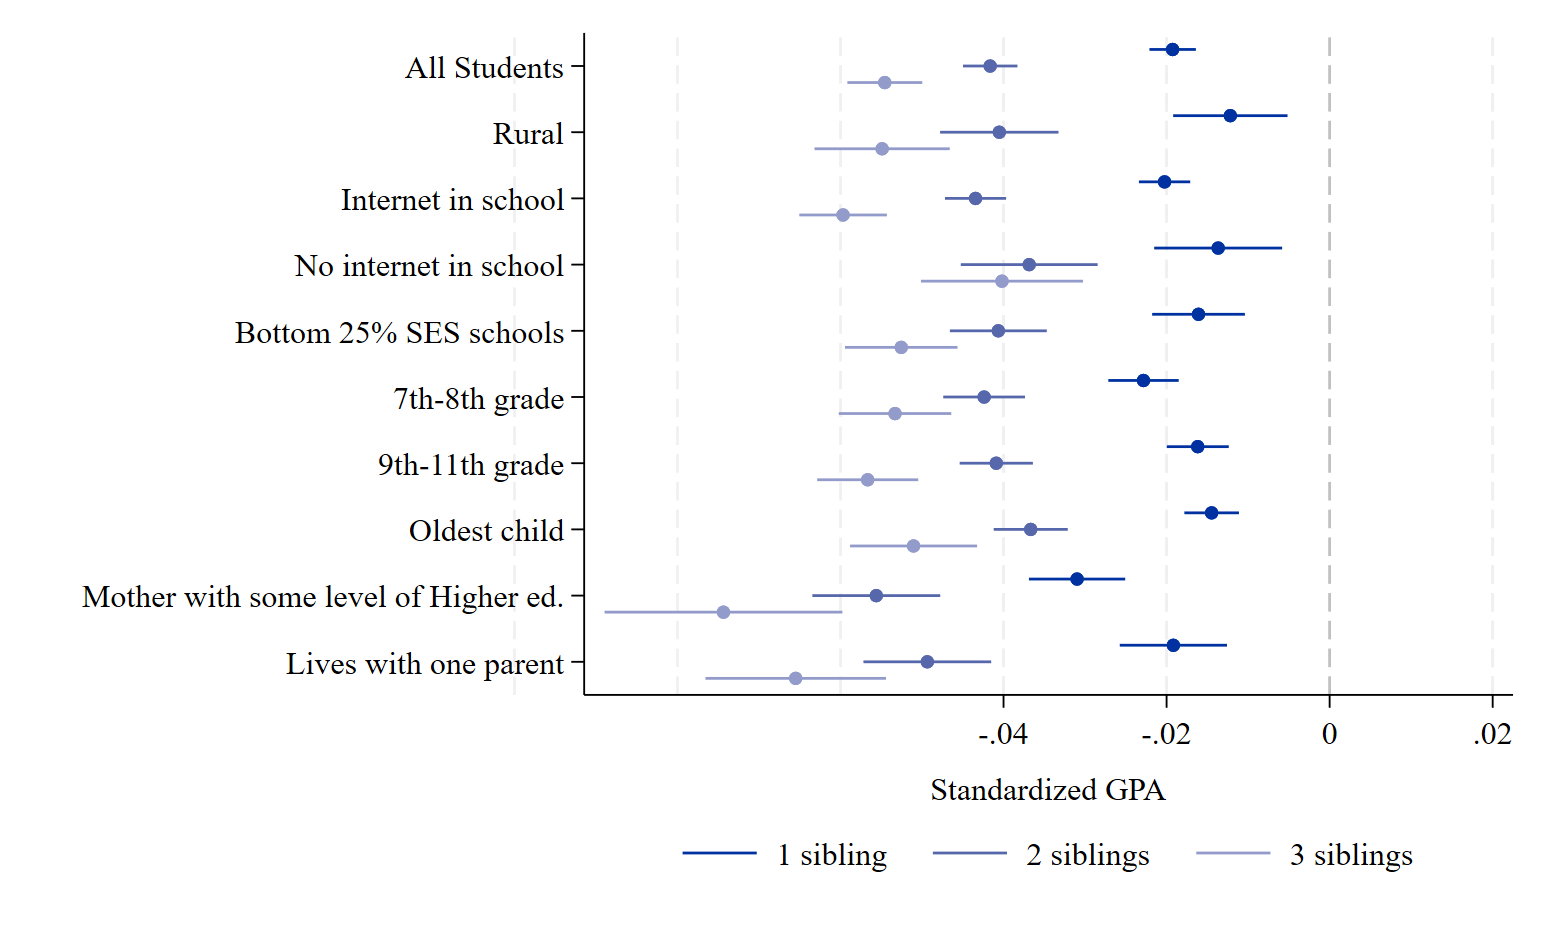 All Students
Rural
Internet in school
No internet in school
Bottom 25% SES schools
7th-8th grade
9th-11th grade
Oldest child
Mother with some level of Higher ed.
Lives with one parent
-.04 -.02 0 .02
Standardized GPA
1 sibling 2 siblings 3 siblings